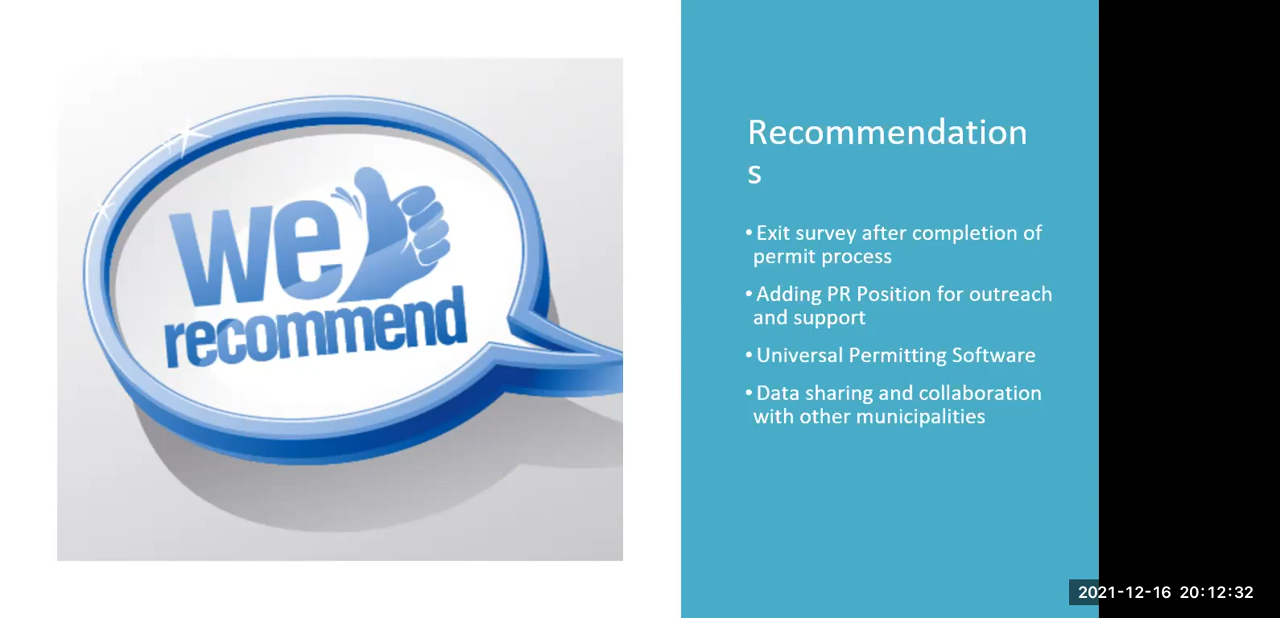 we
recommend
Recommendation
s
• Exit survey after completion of
permit process
• Adding PR Position for outreach
and support
• Universal Permitting Software
• Data sharing and collaboration
with other municipalities
2021-12-16 20:12:32